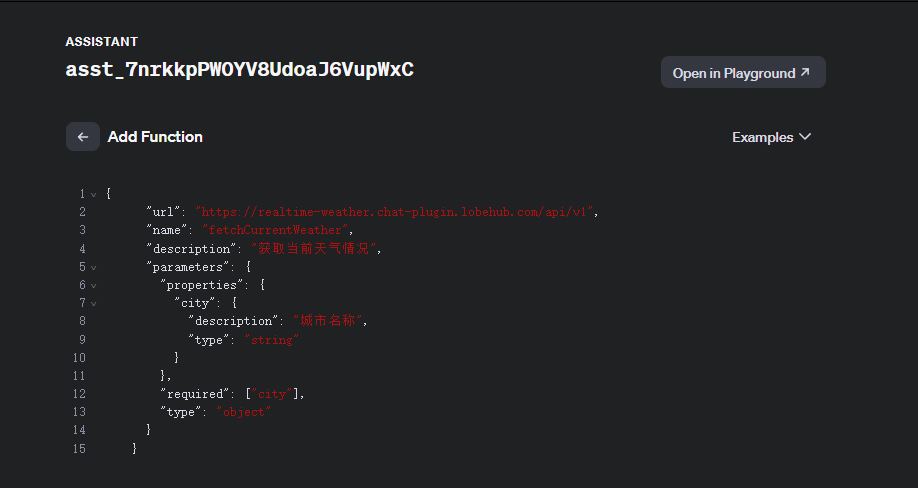 ASSISTANT
asst_7nrkkpPWOYV8UdoaJ6VupWxC
Open in Playground
Add Function
Examples
1 {
2 "url": "https://realtime-weather.chat-plugin.lobehub.com/api/v1",
3 "name": "fetchCurrentWeather",
4 "description": "获取当前天气情况",
5 "parameters": {
6 "properties": {
7 "city": {
8 "description": "城市名称",
9 "type": "string"
10 }
11 },
12 "required": ["city"],
13 "type": "object"
14 }
15 }